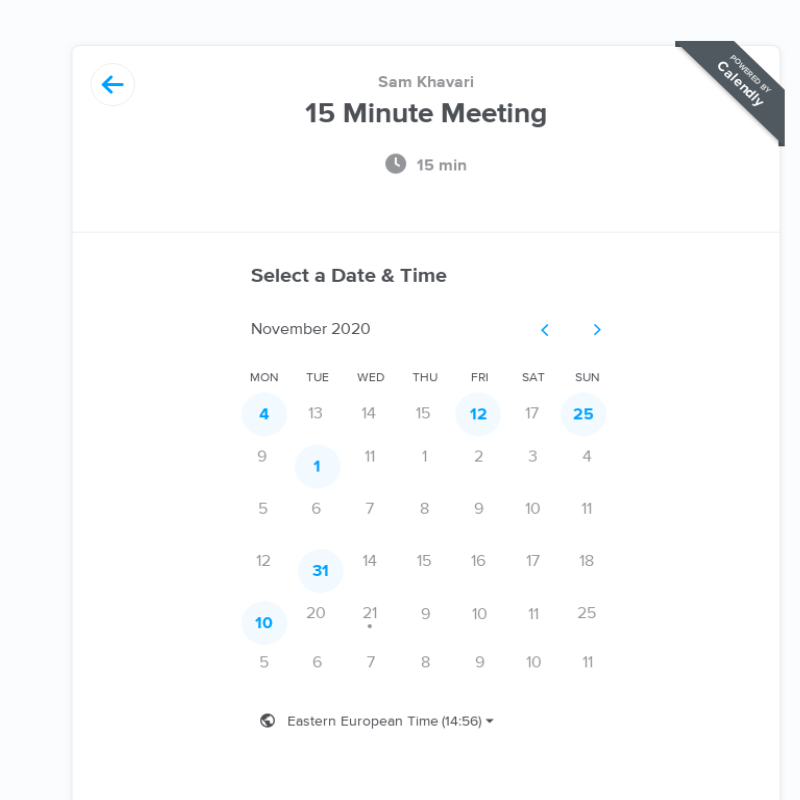 Sam Khavari
15 Minute Meeting
POWERED BY
Calendly
15 min
Select a Date & Time
November 2020
MON TUE WED THU FRI SAT SUN
4 13 14 15 12 17 25
9 1 11 1 2 3 4
5 6 7 8 9 10 11
12 31 14 15 16 17 18
10 20 21 9 10 11 25
5 6 7 8 9 10 11
Eastern European Time (14:56)